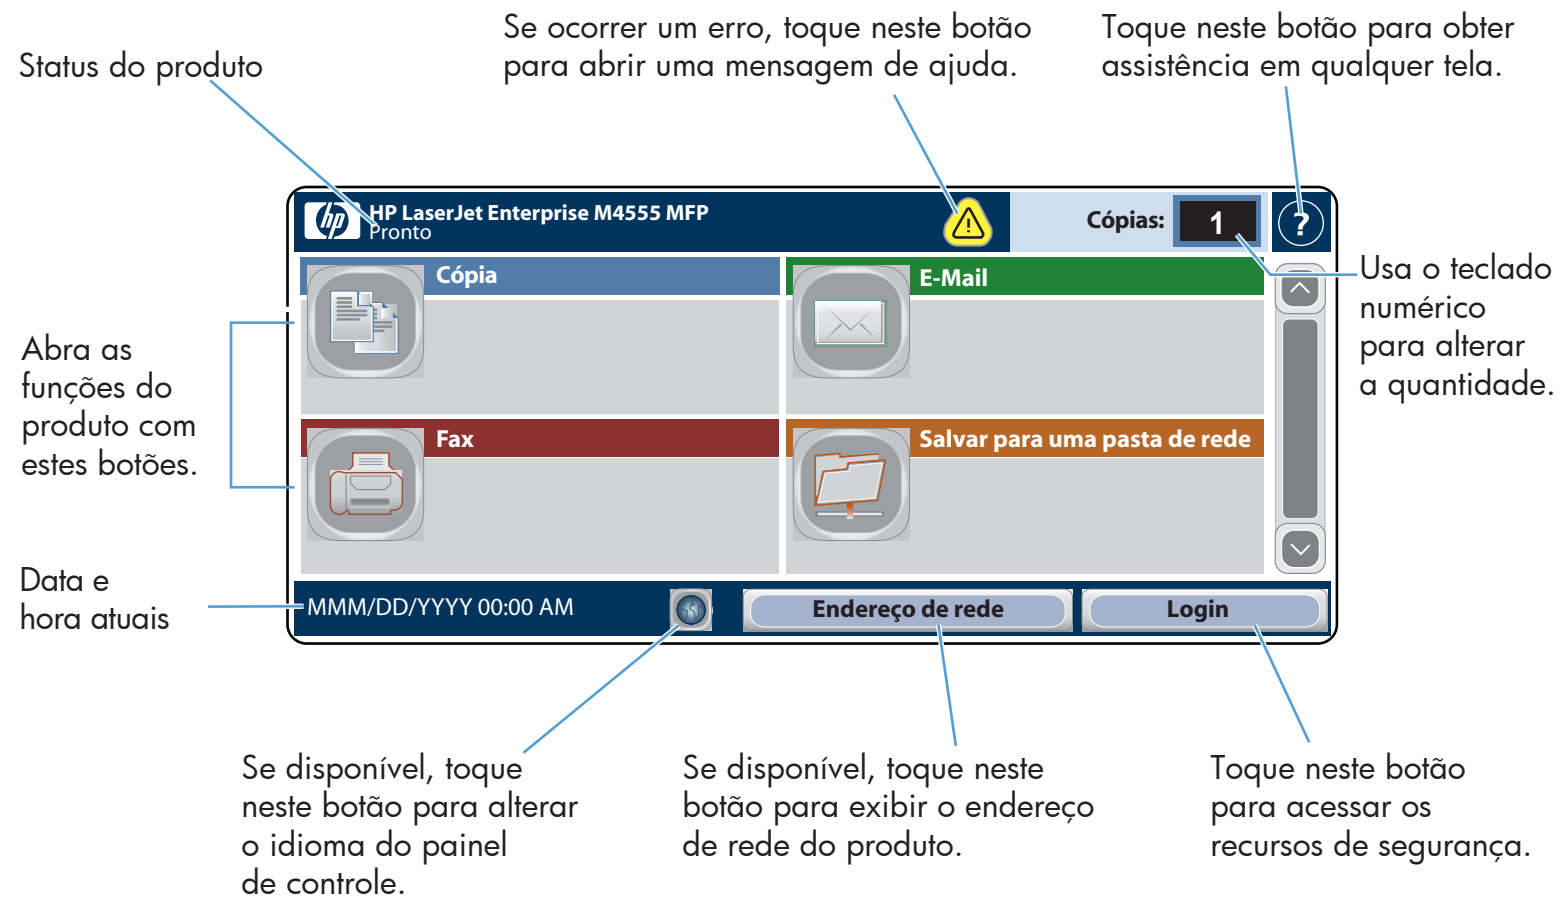 Status do produto
Se ocorrer um erro, toque neste botão
para abrir uma mensagem de ajuda.
Toque neste botão para obter
assistência em qualquer tela.
hp
HP LaserJet Enterprise M4555 MFP
Pronto
Cópias:
1
?
Cópia
E-Mail
Usa o teclado
numérico
para alterar
a quantidade.
Abra as
funções do
produto com
estes botões.
Fax
Salvar para uma pasta de rede
Data e
hora atuais
MMM/DD/YYYY 00:00 AM
Endereço de rede
Login
Se disponível, toque
neste botão para alterar
o idioma do painel
de controle.
Se disponível, toque neste
botão para exibir o endereço
de rede do produto.
Toque neste botão
para acessar os
recursos de segurança.